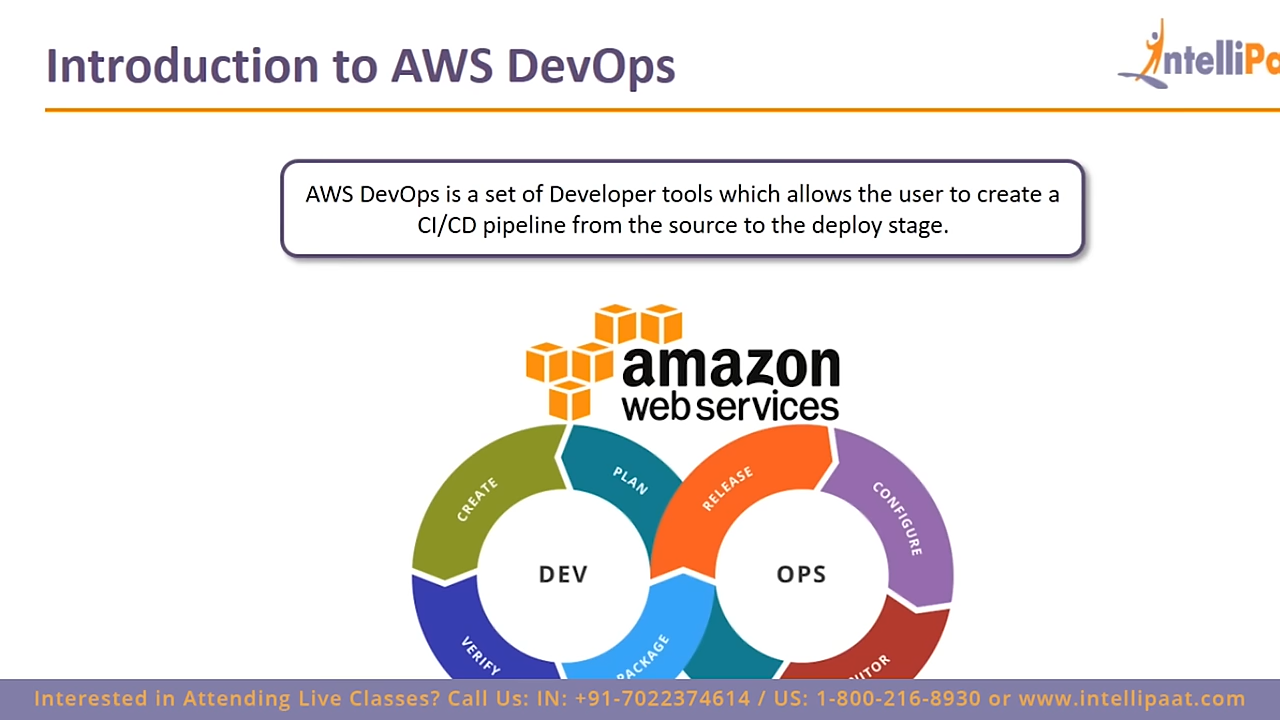 Introduction to AWS DevOps
AWS DevOps is a set of Developer tools which allows the user to create a
CI/CD pipeline from the source to the deploy stage.
amazon
web services
CREATE
PLAN
RELEASE
CONFIGURE
DEV
OPS
VERIFY
PACKAGE
Interested in Attending Live Classes? Call Us: IN: +91-7022374614 / US: 1-800-216-8930 or www.intellipaat.com